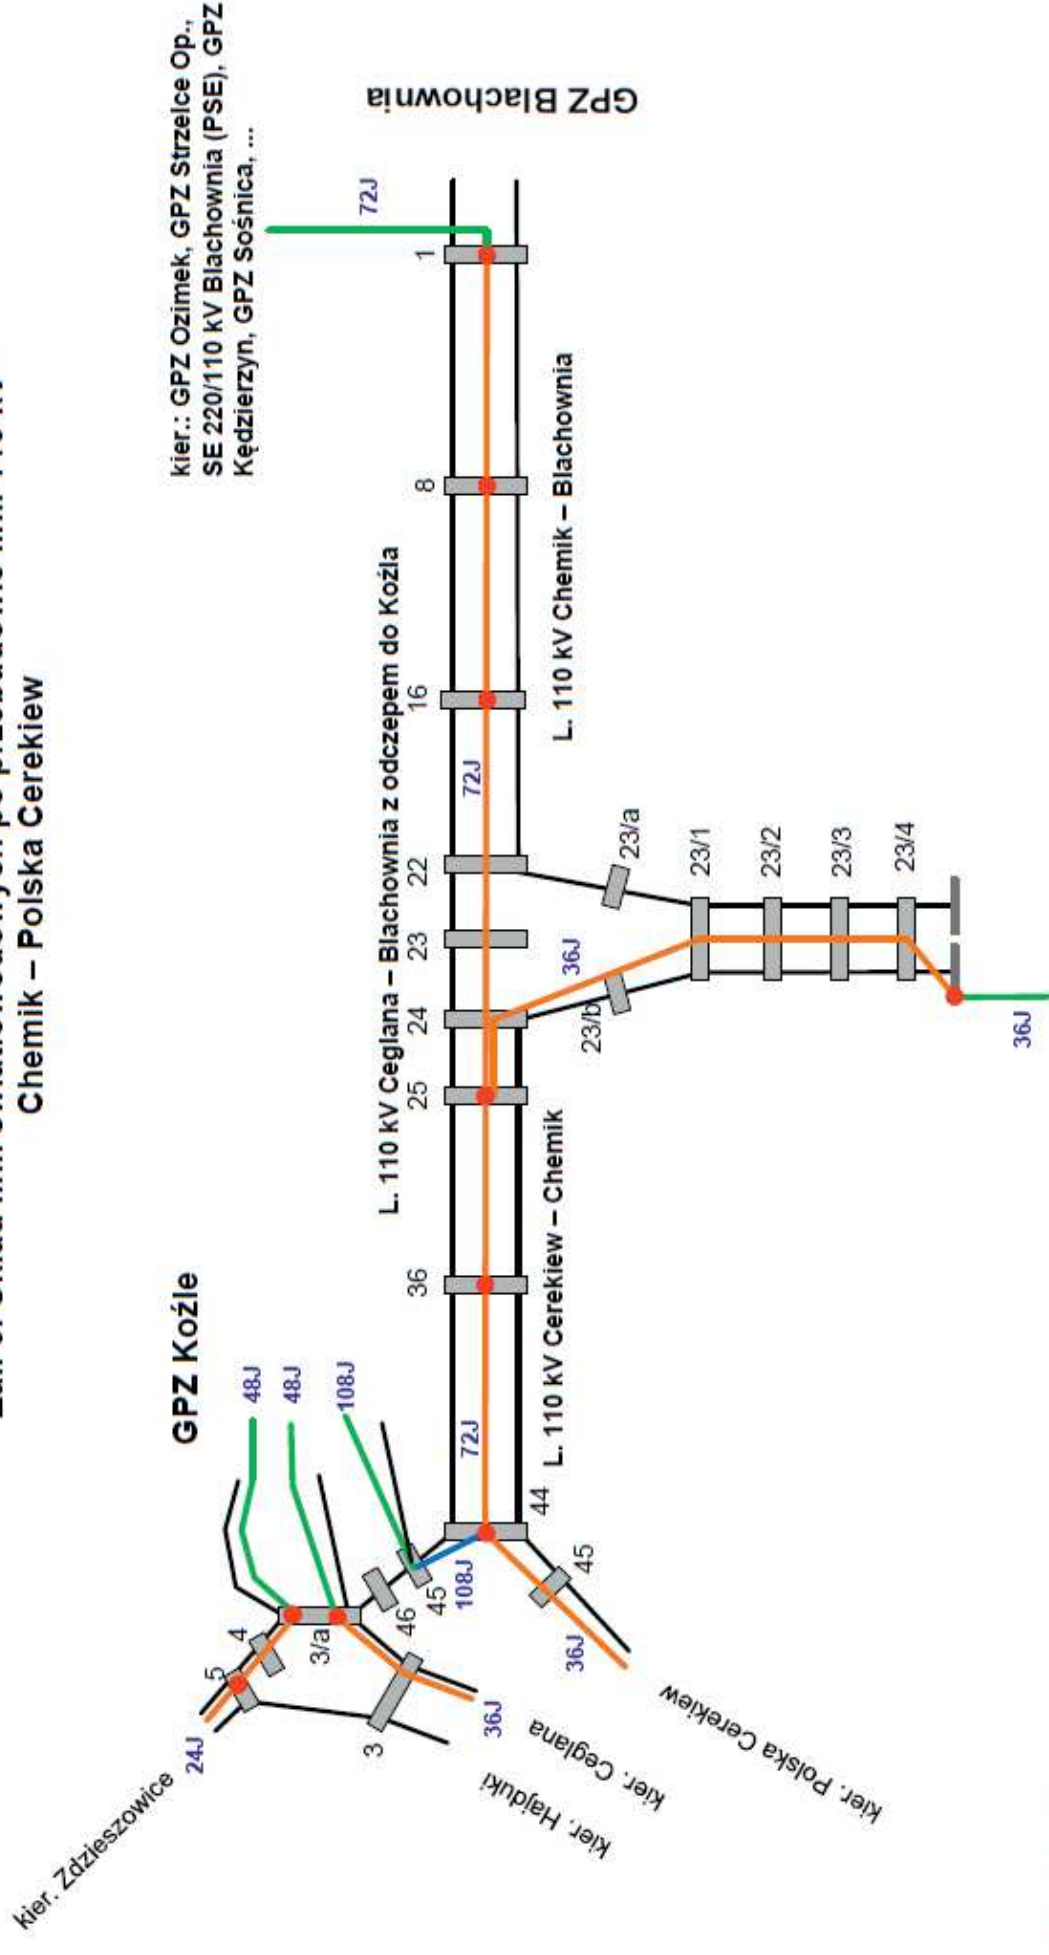 Chemik – Polska Cerekiew
kier.: GPZ Ozimek, GPZ Strzelce Op.,
SE 220/110 kV Blachownia (PSE), GPZ
Kędzierzyn, GPZ Sośnica, ...
GPZ Blachownia
72J
1
8
16
22
23
24
25
36
44
L. 110 kV Ceglana – Blachownia z odczepem do Koźla
L. 110 kV Chemik – Blachownia
72J
23/a
23/1
23/2
23/3
23/4
36J
23/b
36J
L. 110 kV Cerekiew – Chemik
72J
GPZ Koźle
48J
48J
108J
108J
45
46
45
3/a
4
5
3
24J
36J
36J
kier. Zdzieszowice
kier. Hajduki
kier. Ceglana
kier. Polska Cerekiew